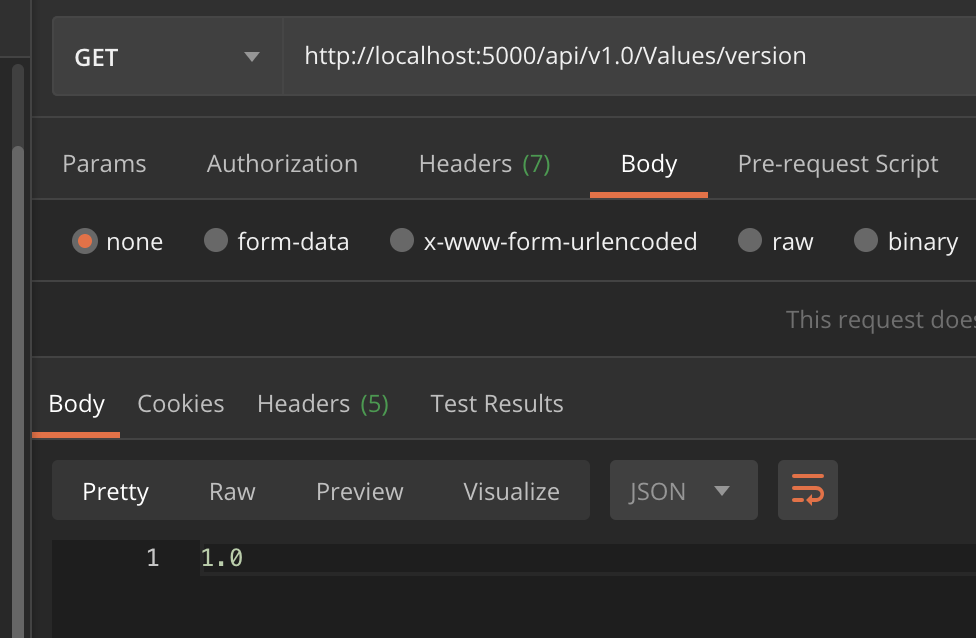 GET http://localhost:5000/api/v1.0/Values/version
Params Authorization Headers (7) Body Pre-request Script
none form-data x-www-form-urlencoded raw binary
This request doe
Body Cookies Headers (5) Test Results
Pretty Raw Preview Visualize JSON
1 1.0